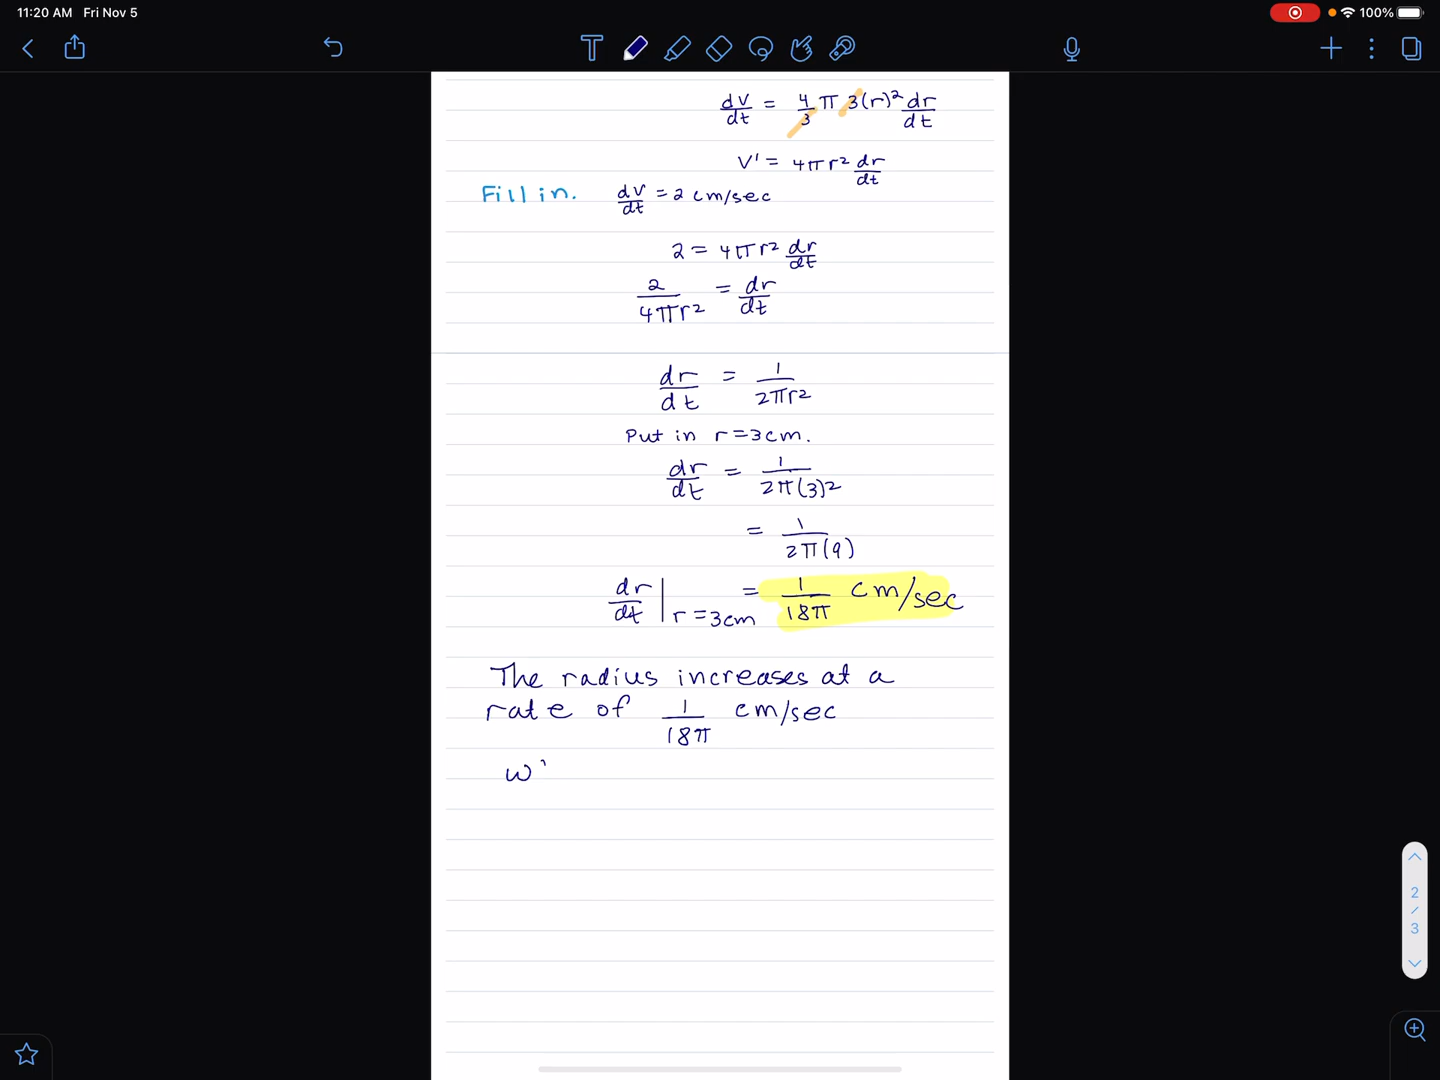 11:20 AM Fri Nov 5
100%
T
dV/dt = 4/3 π 3(r)² dr/dt
V' = 4πr² dr/dt
Fill in. dV/dt = 2 cm/sec
2 = 4πr² dr/dt
2/4πr² = dr/dt
dr/dt = 1/2πr²
Put in r=3cm.
dr/dt = 1/2π(3)²
= 1/2π(9)
dr/dt | r=3cm = 1/18π cm/sec
The radius increases at a
rate of 1/18π cm/sec
w
2
/
3